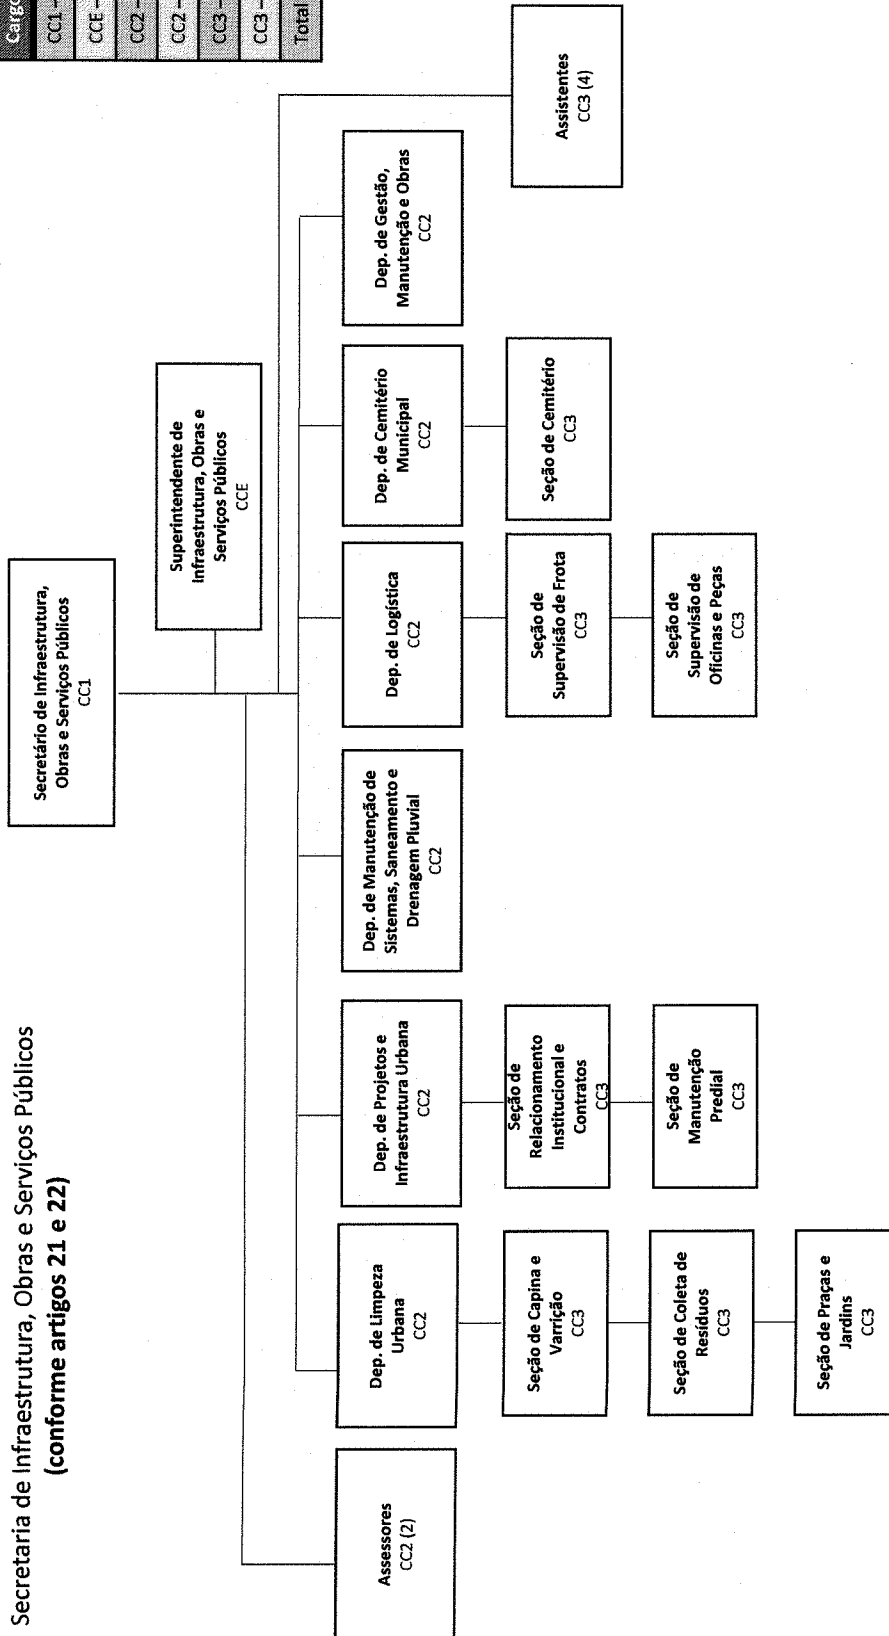 Secretaria de Infraestrutura, Obras e Serviços Públicos
(conforme artigos 21 e 22)
Cargo
CC1 –
CCE –
CC2 –
CC2 –
CC3 –
CC3 –
Total
Secretário de Infraestrutura,
Obras e Serviços Públicos
CC1
Superintendente de
Infraestrutura, Obras e
Serviços Públicos
CCE
Assessores
CC2 (2)
Dep. de Limpeza
Urbana
CC2
Dep. de Projetos e
Infraestrutura Urbana
CC2
Dep. de Manutenção de
Sistemas, Saneamento e
Drenagem Pluvial
CC2
Dep. de Logística
CC2
Dep. de Cemitério
Municipal
CC2
Dep. de Gestão,
Manutenção e Obras
CC2
Assistentes
CC3 (4)
Seção de Capina e
Varrição
CC3
Seção de
Relacionamento
Institucional e
Contratos
CC3
Seção de
Supervisão de Frota
CC3
Seção de Cemitério
CC3
Seção de Coleta de
Resíduos
CC3
Seção de
Manutenção
Predial
CC3
Seção de
Supervisão de
Oficinas e Peças
CC3
Seção de Praças e
Jardins
CC3